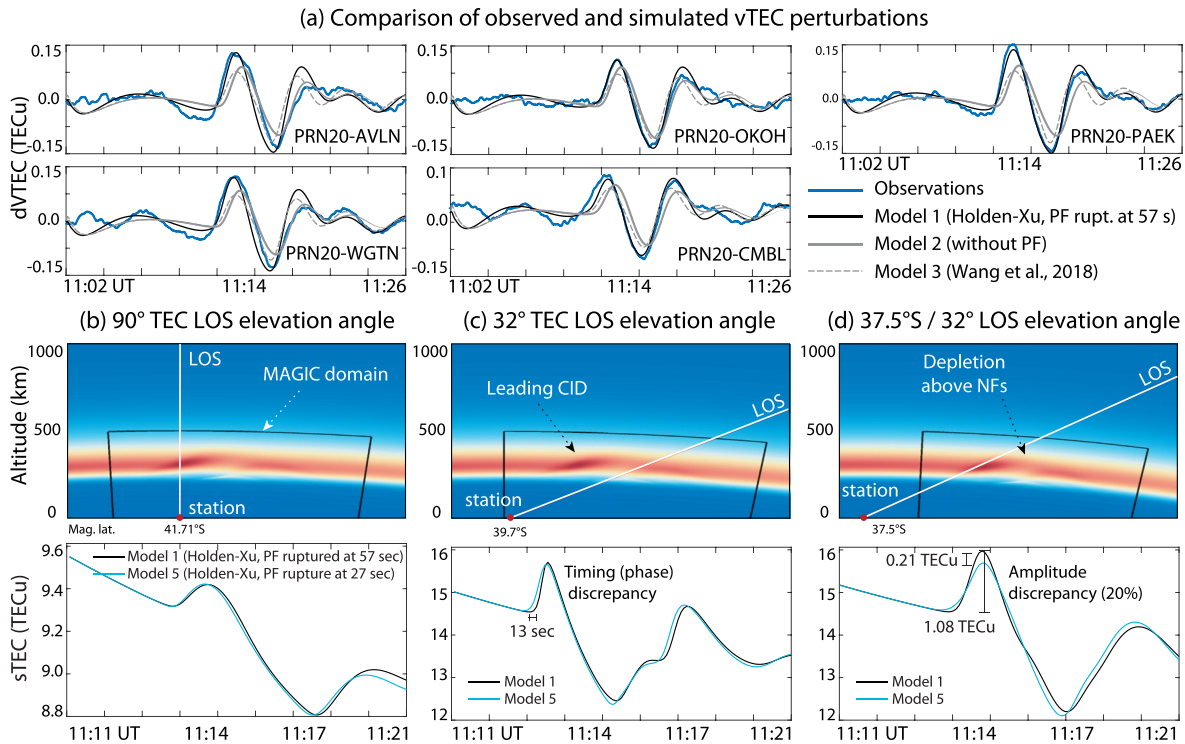 (a) Comparison of observed and simulated vTEC perturbations
dVTEC (TECu)
0.15
0.0
-0.15
PRN20-AVLN
0.15
0.0
-0.15
PRN20-OKOH
0.15
0.0
-0.15
PRN20-PAEK
11:02 UT
11:14
11:26
0.15
0.0
-0.15
PRN20-WGTN
11:02 UT
11:14
11:26
0.1
0.0
-0.1
PRN20-CMBL
11:02 UT
11:14
11:26
Observations
Model 1 (Holden-Xu, PF rupt. at 57 s)
Model 2 (without PF)
Model 3 (Wang et al., 2018)
(b) 90° TEC LOS elevation angle
Altitude (km)
1000
500
0
LOS
MAGIC domain
station
Mag. lat.
41.71°S
(c) 32° TEC LOS elevation angle
1000
500
0
Leading CID
LOS
station
39.7°S
(d) 37.5°S / 32° LOS elevation angle
1000
500
0
Depletion
above NFs
LOS
station
37.5°S
sTEC (TECu)
9.6
9.4
9.2
9.0
8.8
Model 1 (Holden-Xu, PF ruptured at 57 sec)
Model 5 (Holden-Xu, PF rupture at 27 sec)
11:11 UT
11:14
11:17
11:21
16
15
14
13
12
Timing (phase)
discrepancy
13 sec
Model 1
Model 5
11:11 UT
11:14
11:17
11:21
16
15
14
13
12
0.21 TECu
Amplitude
discrepancy (20%)
1.08 TECu
Model 1
Model 5
11:11 UT
11:14
11:17
11:21